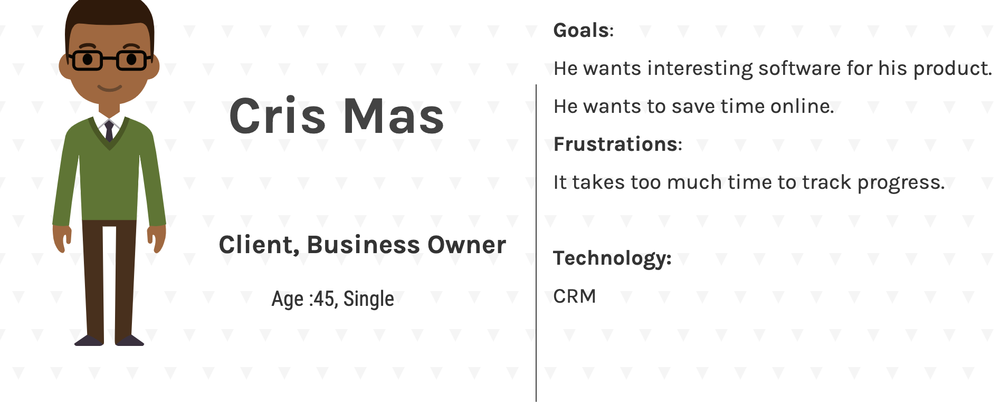 Cris Mas
Client, Business Owner
Age :45, Single
Goals:
He wants interesting software for his product.
He wants to save time online.
Frustrations:
It takes too much time to track progress.
Technology:
CRM